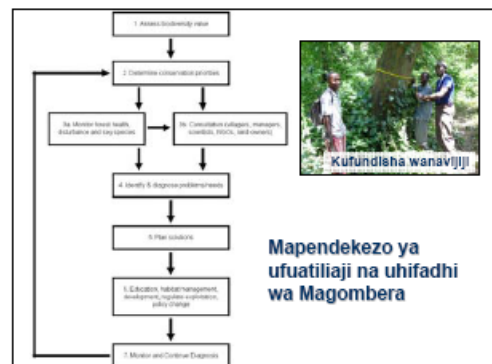 1. Assess biodiversity value
2. Determine conservation priorities
3a. Monitor forest health,
disturbance and key species
3b. Consultation (villagers, managers,
scientists, NGOs, land-owners)
4. Identify & diagnose problems/needs
5. Plan solutions
6. Education, habitat management,
development, regulate exploitation,
policy change
7. Monitor and Continue Diagnosis
Kufundisha wanavijiji
Mapendekezo ya
ufuatiliaji na uhifadhi
wa Magombera